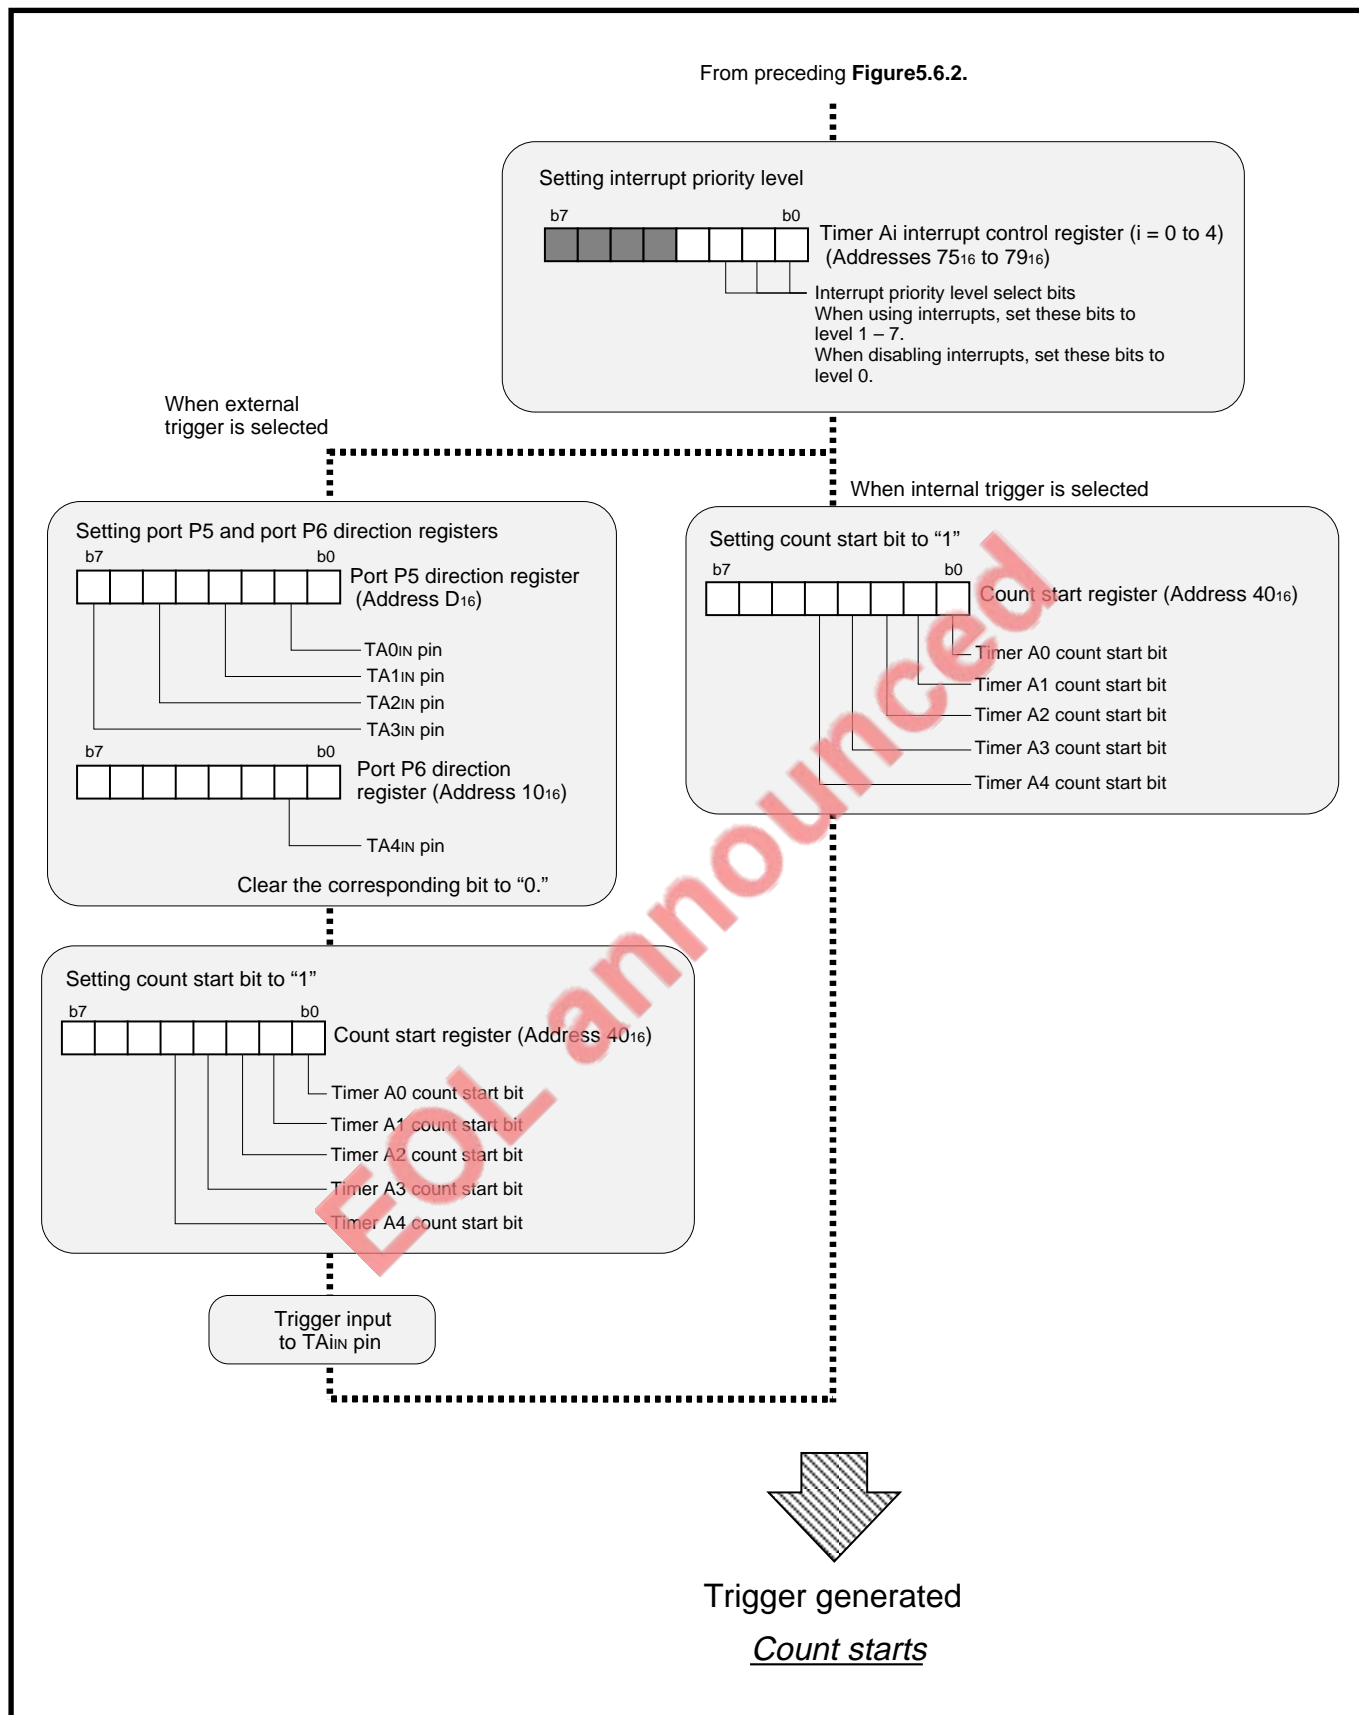 From preceding Figure5.6.2.
Setting interrupt priority level
b7 b0
Timer Ai interrupt control register (i = 0 to 4)
(Addresses 7516 to 7916)
Interrupt priority level select bits
When using interrupts, set these bits to
level 1 – 7.
When disabling interrupts, set these bits to
level 0.
When external
trigger is selected
When internal trigger is selected
Setting port P5 and port P6 direction registers
b7 b0
Port P5 direction register
(Address D16)
TA0IN pin
TA1IN pin
TA2IN pin
TA3IN pin
b7 b0
Port P6 direction
register (Address 1016)
TA4IN pin
Clear the corresponding bit to “0.”
Setting count start bit to “1”
b7 b0
Count start register (Address 4016)
Timer A0 count start bit
Timer A1 count start bit
Timer A2 count start bit
Timer A3 count start bit
Timer A4 count start bit
Setting count start bit to “1”
b7 b0
Count start register (Address 4016)
Timer A0 count start bit
Timer A1 count start bit
Timer A2 count start bit
Timer A3 count start bit
Timer A4 count start bit
Trigger input
to TAiIN pin
EOL announced
Trigger generated
Count starts